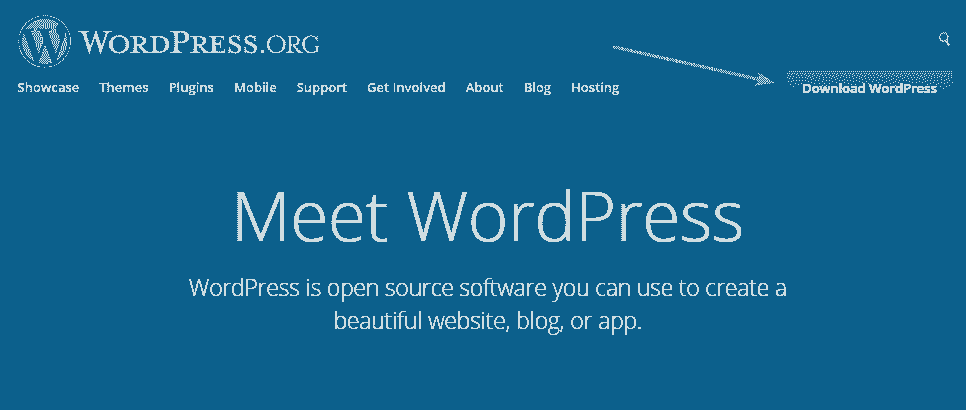 WORDPRESS.ORG
Showcase Themes Plugins Mobile Support Get Involved About Blog Hosting Download WordPress
Meet WordPress
WordPress is open source software you can use to create a
beautiful website, blog, or app.